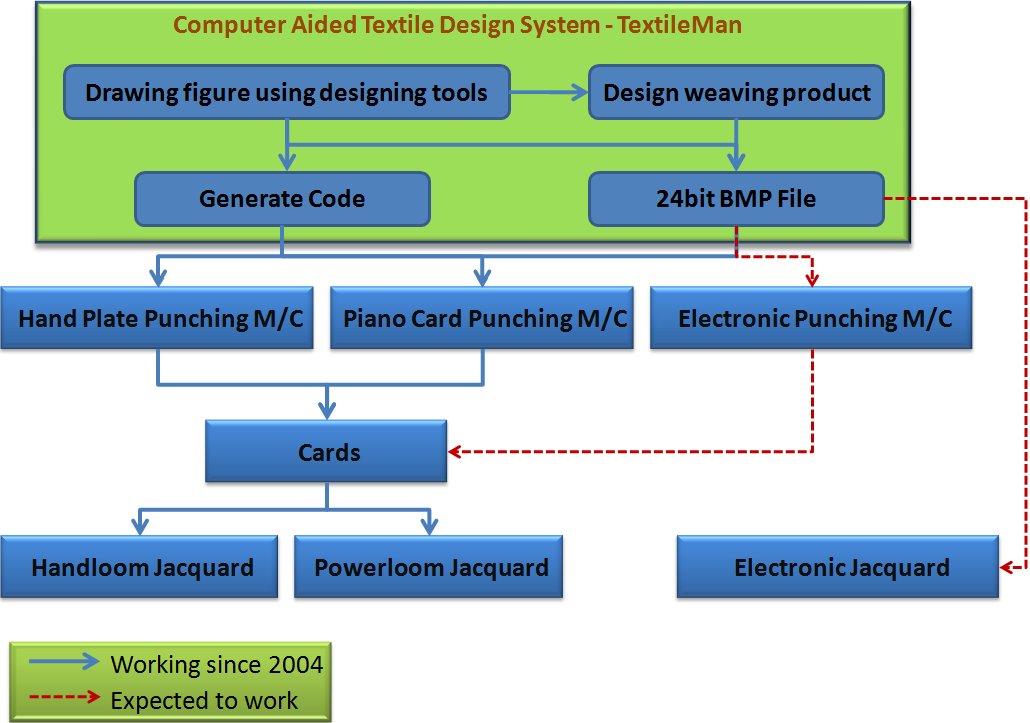 Computer Aided Textile Design System - TextileMan
Drawing figure using designing tools
Design weaving product
Generate Code
24bit BMP File
Hand Plate Punching M/C
Piano Card Punching M/C
Electronic Punching M/C
Cards
Handloom Jacquard
Powerloom Jacquard
Electronic Jacquard
Working since 2004
Expected to work